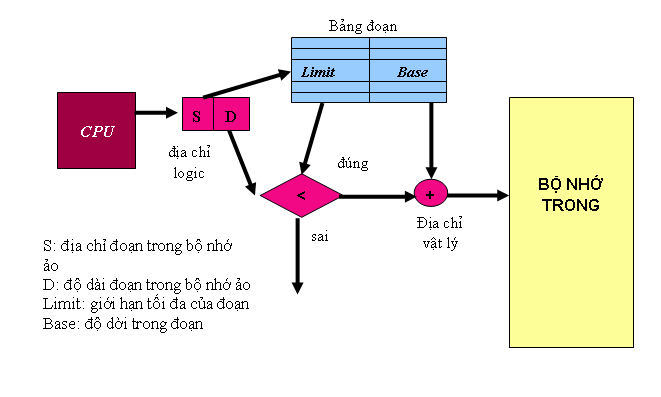 Bảng đoạn
Limit
Base
CPU
S
D
địa chỉ
logic
đúng
<
+
sai
Địa chỉ
vật lý
BỘ NHỚ
TRONG
S: địa chỉ đoạn trong bộ nhớ
ảo
D: độ dài đoạn trong bộ nhớ ảo
Limit: giới hạn tối đa của đoạn
Base: độ dời trong đoạn